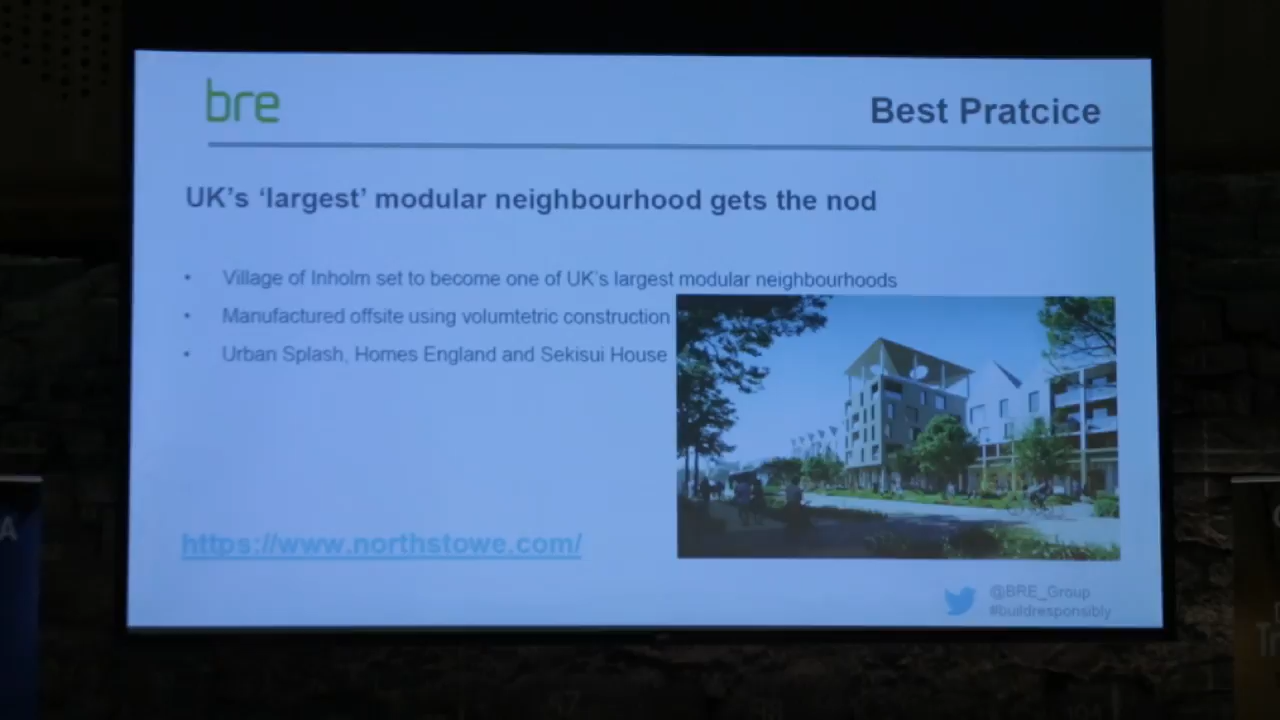 bre
Best Pratcice
UK's ‘largest’ modular neighbourhood gets the nod
• Village of Inholm set to become one of UK's largest modular neighbourhoods
• Manufactured offsite using volumtetric construction
• Urban Splash, Homes England and Sekisui House
https://www.northstowe.com/
@BRE_Group
#buildresponsibly
A